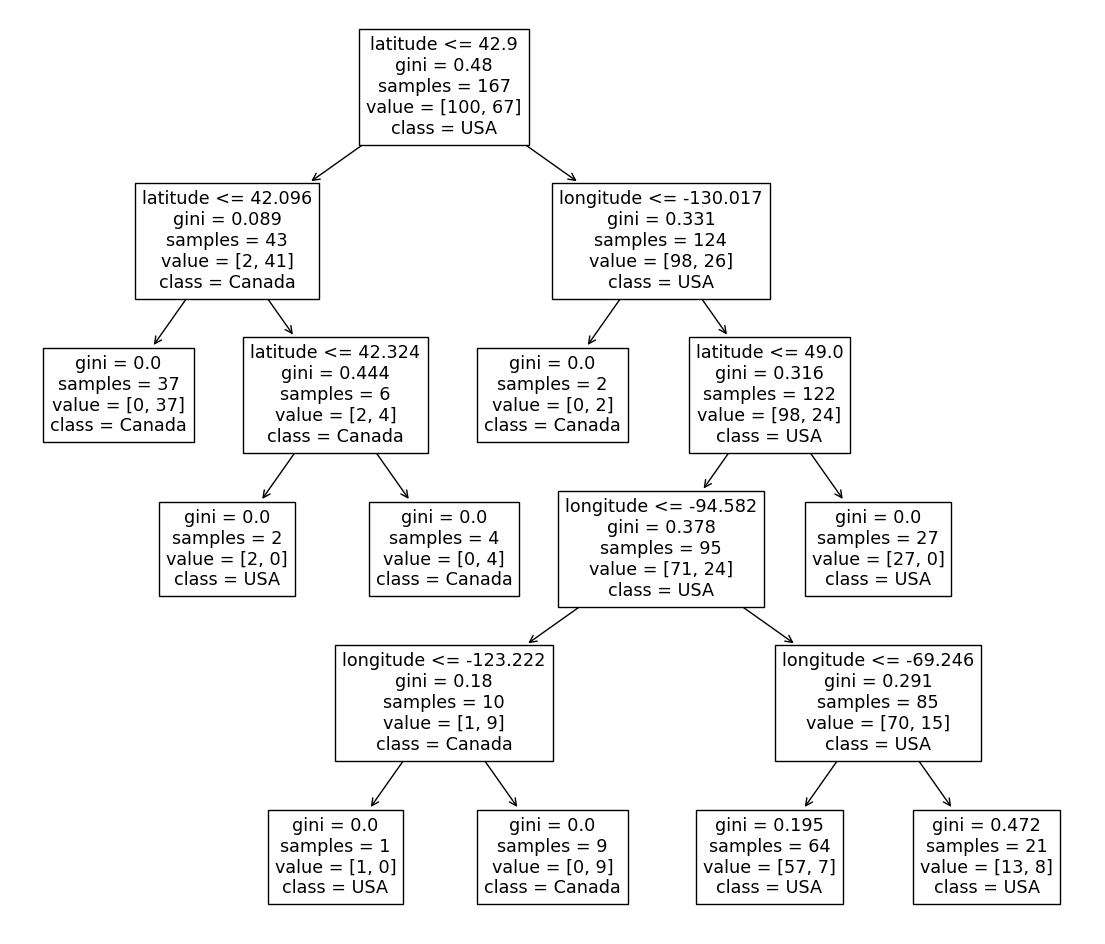 latitude <= 42.9
gini = 0.48
samples = 167
value = [100, 67]
class = USA
latitude <= 42.096
gini = 0.089
samples = 43
value = [2, 41]
class = Canada
longitude <= -130.017
gini = 0.331
samples = 124
value = [98, 26]
class = USA
gini = 0.0
samples = 37
value = [0, 37]
class = Canada
latitude <= 42.324
gini = 0.444
samples = 6
value = [2, 4]
class = Canada
gini = 0.0
samples = 2
value = [0, 2]
class = Canada
latitude <= 49.0
gini = 0.316
samples = 122
value = [98, 24]
class = USA
gini = 0.0
samples = 2
value = [2, 0]
class = USA
gini = 0.0
samples = 4
value = [0, 4]
class = Canada
longitude <= -94.582
gini = 0.378
samples = 95
value = [71, 24]
class = USA
gini = 0.0
samples = 27
value = [27, 0]
class = USA
longitude <= -123.222
gini = 0.18
samples = 10
value = [1, 9]
class = Canada
longitude <= -69.246
gini = 0.291
samples = 85
value = [70, 15]
class = USA
gini = 0.0
samples = 1
value = [1, 0]
class = USA
gini = 0.0
samples = 9
value = [0, 9]
class = Canada
gini = 0.195
samples = 64
value = [57, 7]
class = USA
gini = 0.472
samples = 21
value = [13, 8]
class = USA